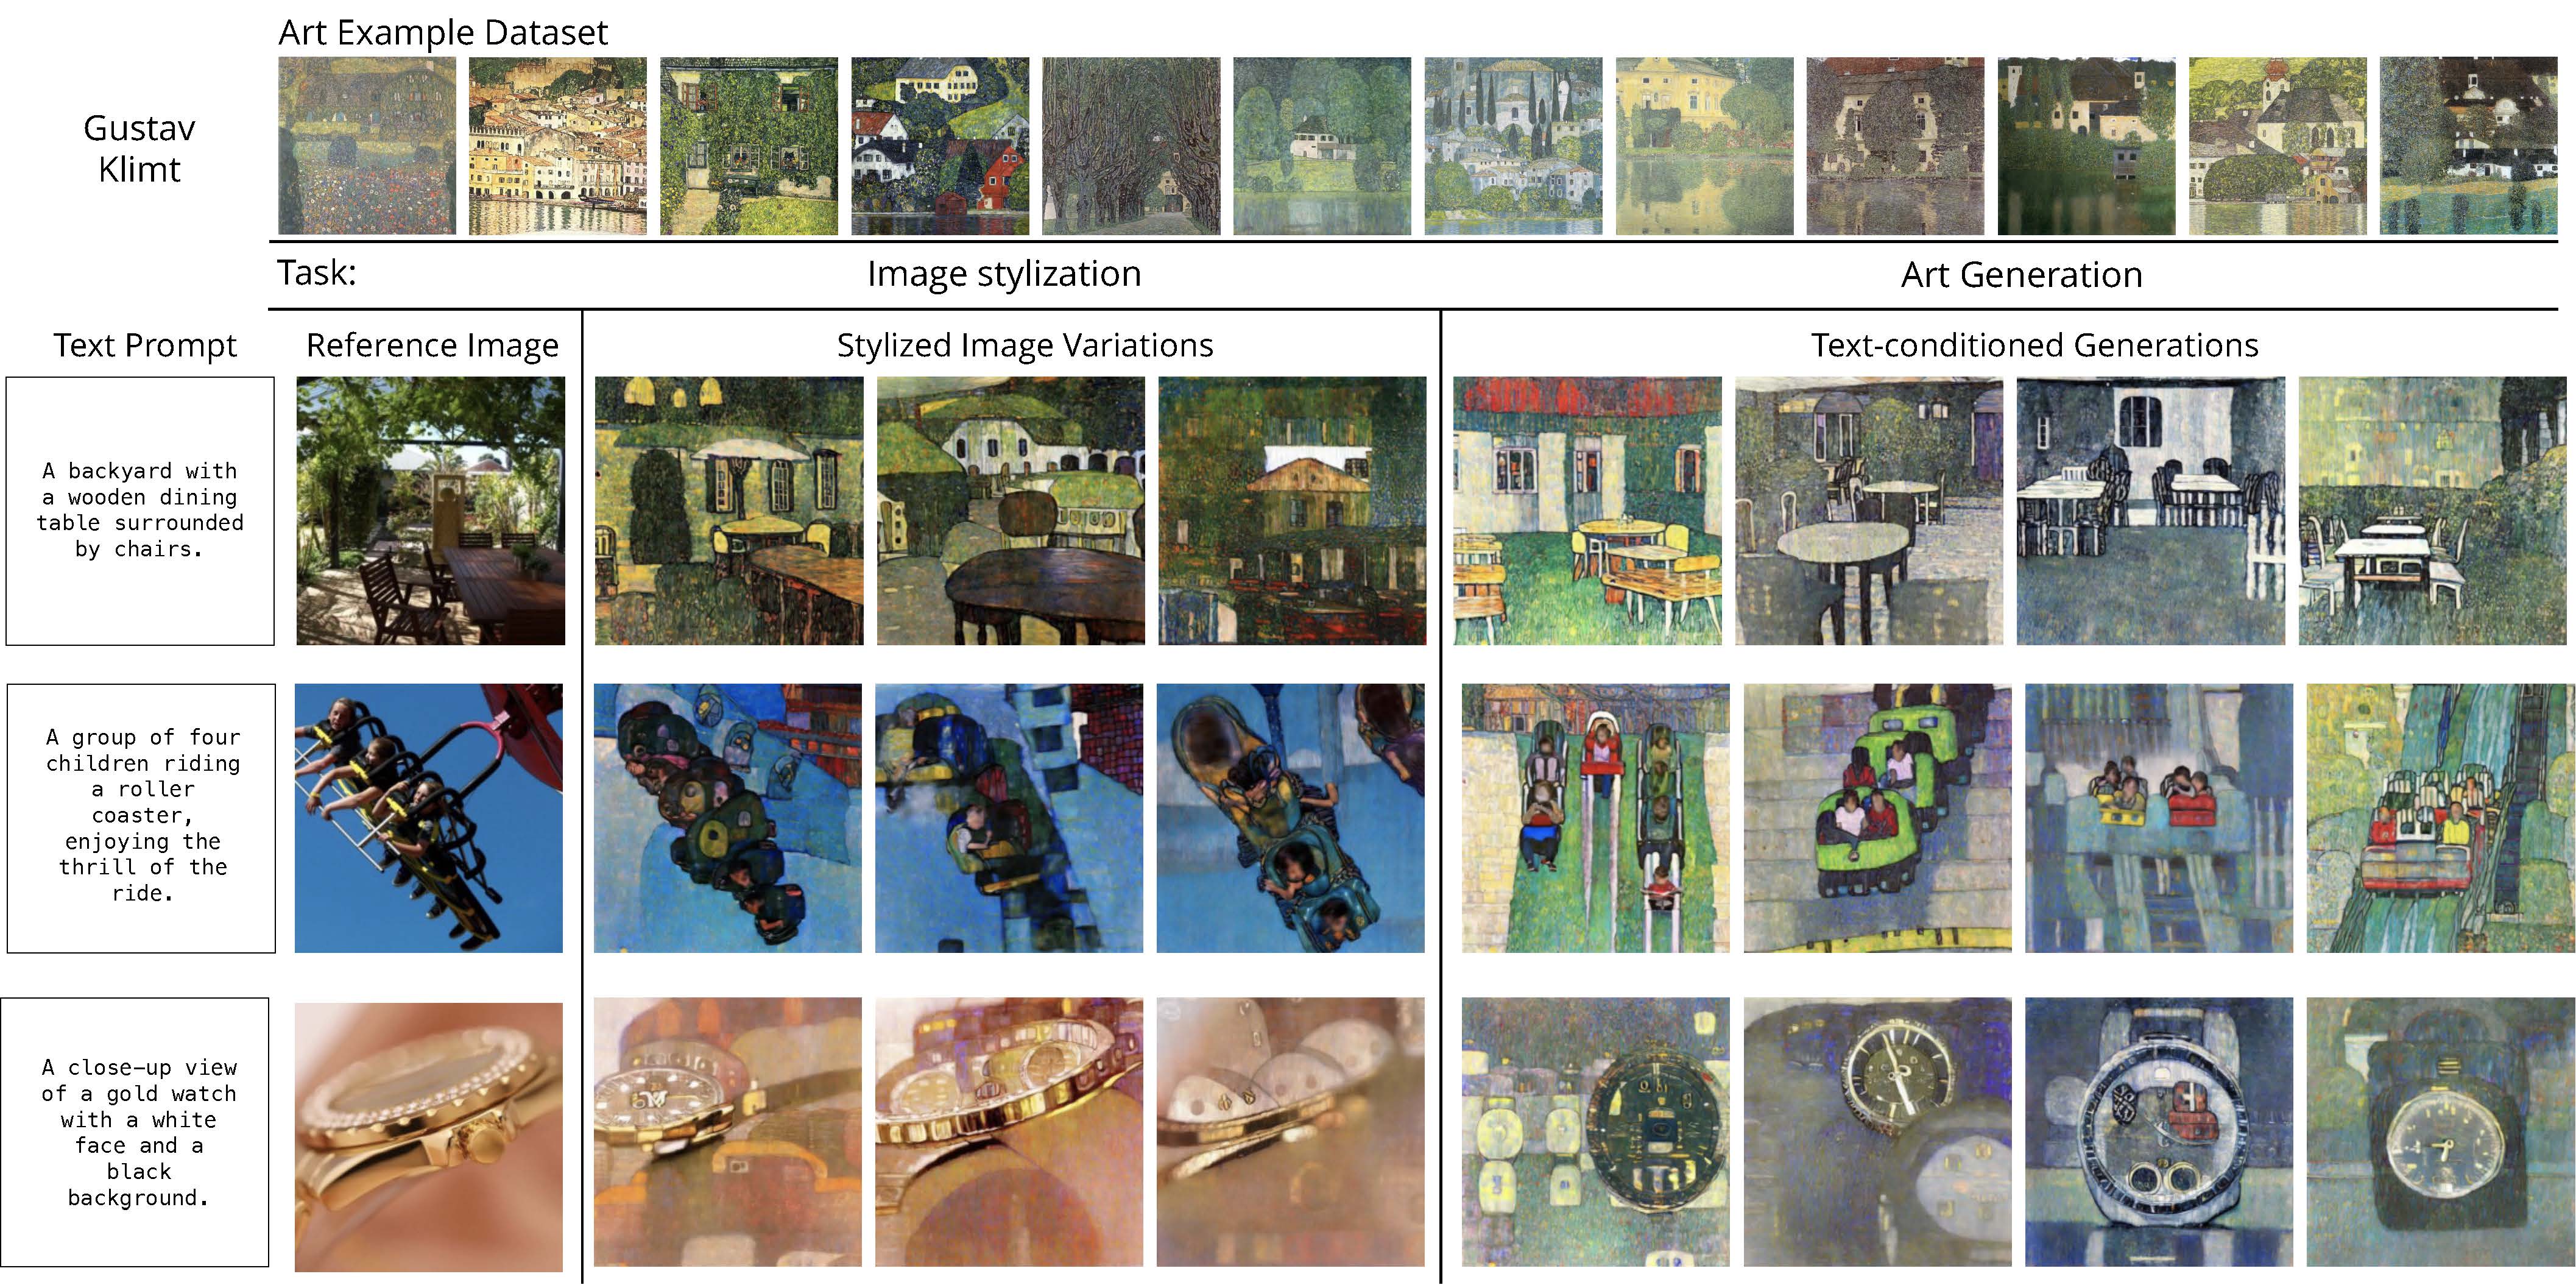 Art Example Dataset
Gustav
Klimt
Task:
Image stylization
Art Generation
Text Prompt
Reference Image
Stylized Image Variations
Text-conditioned Generations
A backyard with
a wooden dining
table surrounded
by chairs.
A group of four
children riding
a roller
coaster,
enjoying the
thrill of the
ride.
A close-up view
of a gold watch
with a white
face and a
black
background.